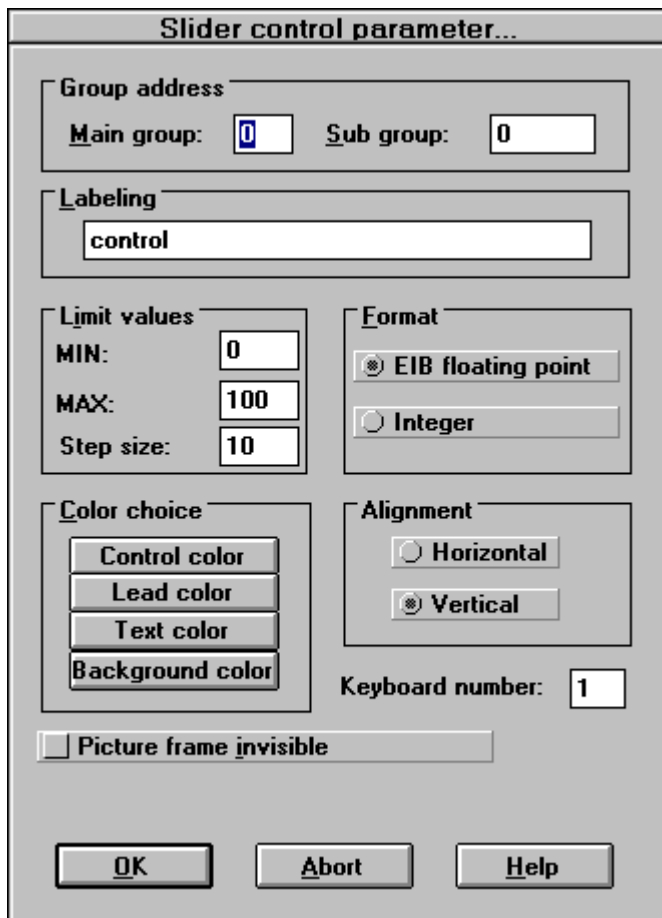 Slider control parameter...
Group address
Main group: 0 Sub group: 0
Labeling
control
Limit values
MIN: 0
MAX: 100
Step size: 10
Format
EIB floating point
Integer
Color choice
Control color
Lead color
Text color
Background color
Alignment
Horizontal
Vertical
Keyboard number: 1
Picture frame invisible
OK Abort Help